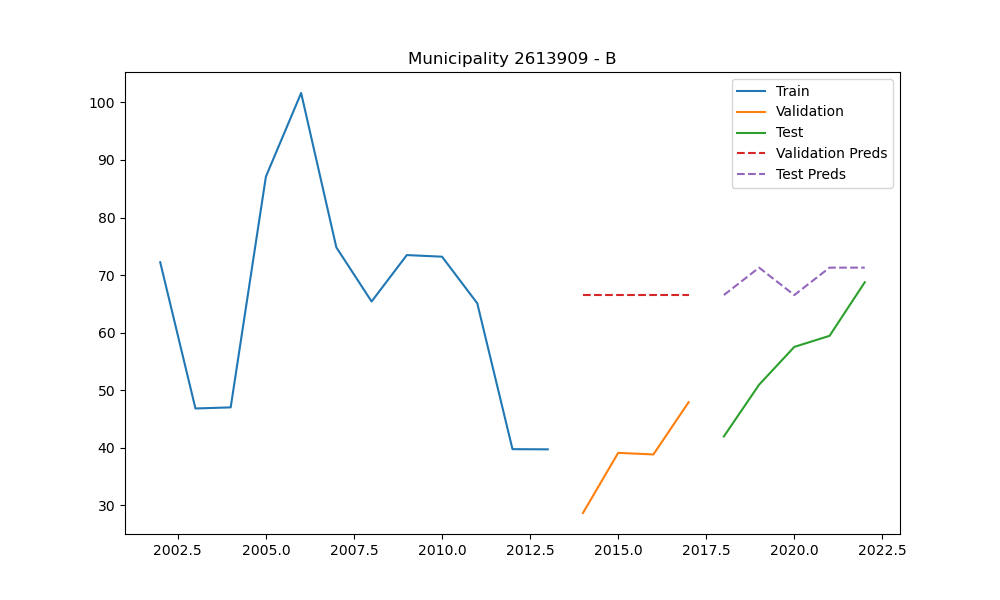 Municipality 2613909 - B
Train
Validation
Test
Validation Preds
Test Preds
100
90
80
70
60
50
40
30
2002.5 2005.0 2007.5 2010.0 2012.5 2015.0 2017.5 2020.0 2022.5